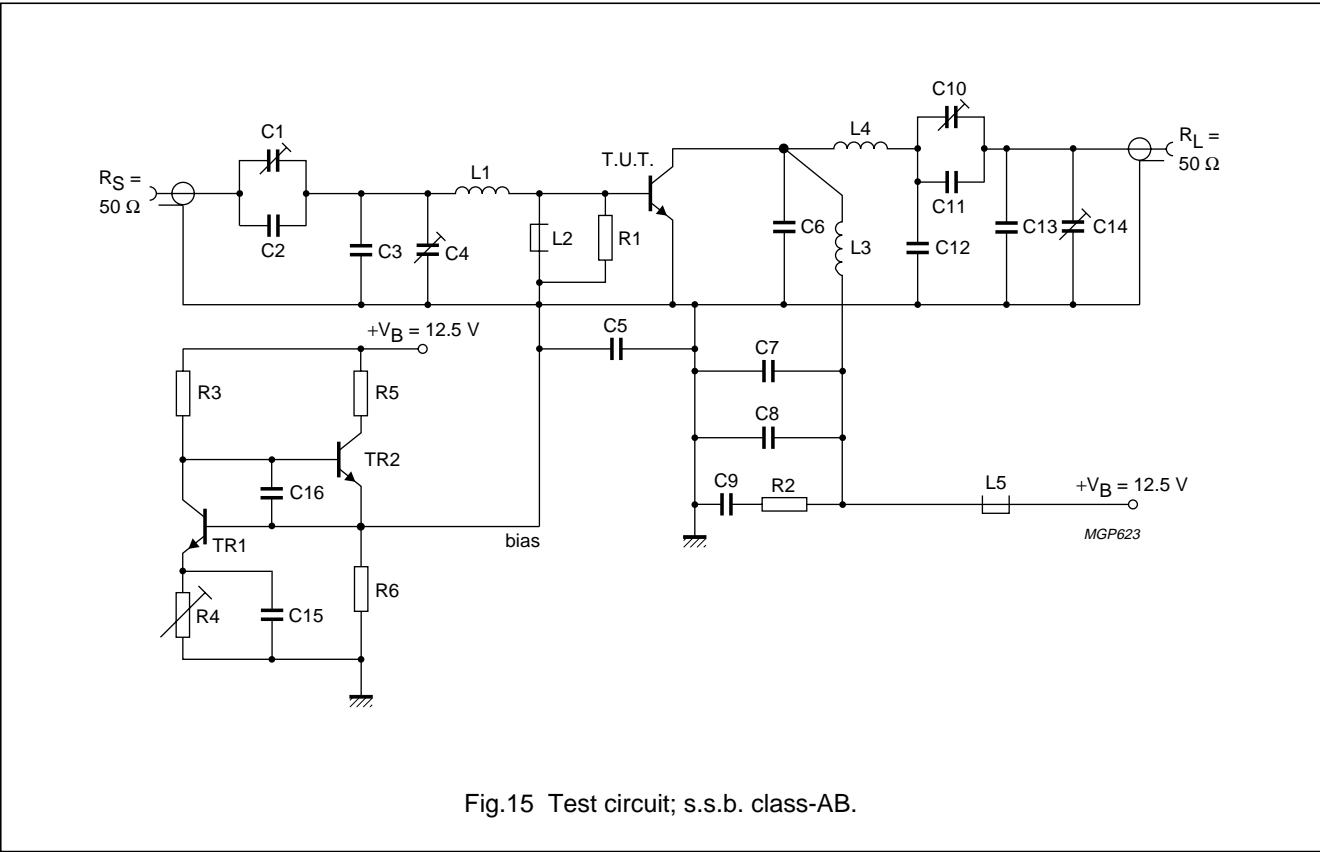 C10
C1
L4
R_L =
50 Ω
T.U.T.
L1
R_S =
50 Ω
C11
C2
C3
C4
L2
R1
C6
L3
C12
C13
C14
+V_B = 12.5 V
C5
C7
R3
R5
C8
TR2
C16
C9
R2
L5
+V_B = 12.5 V
TR1
bias
MGP623
R4
C15
R6
Fig.15 Test circuit; s.s.b. class-AB.